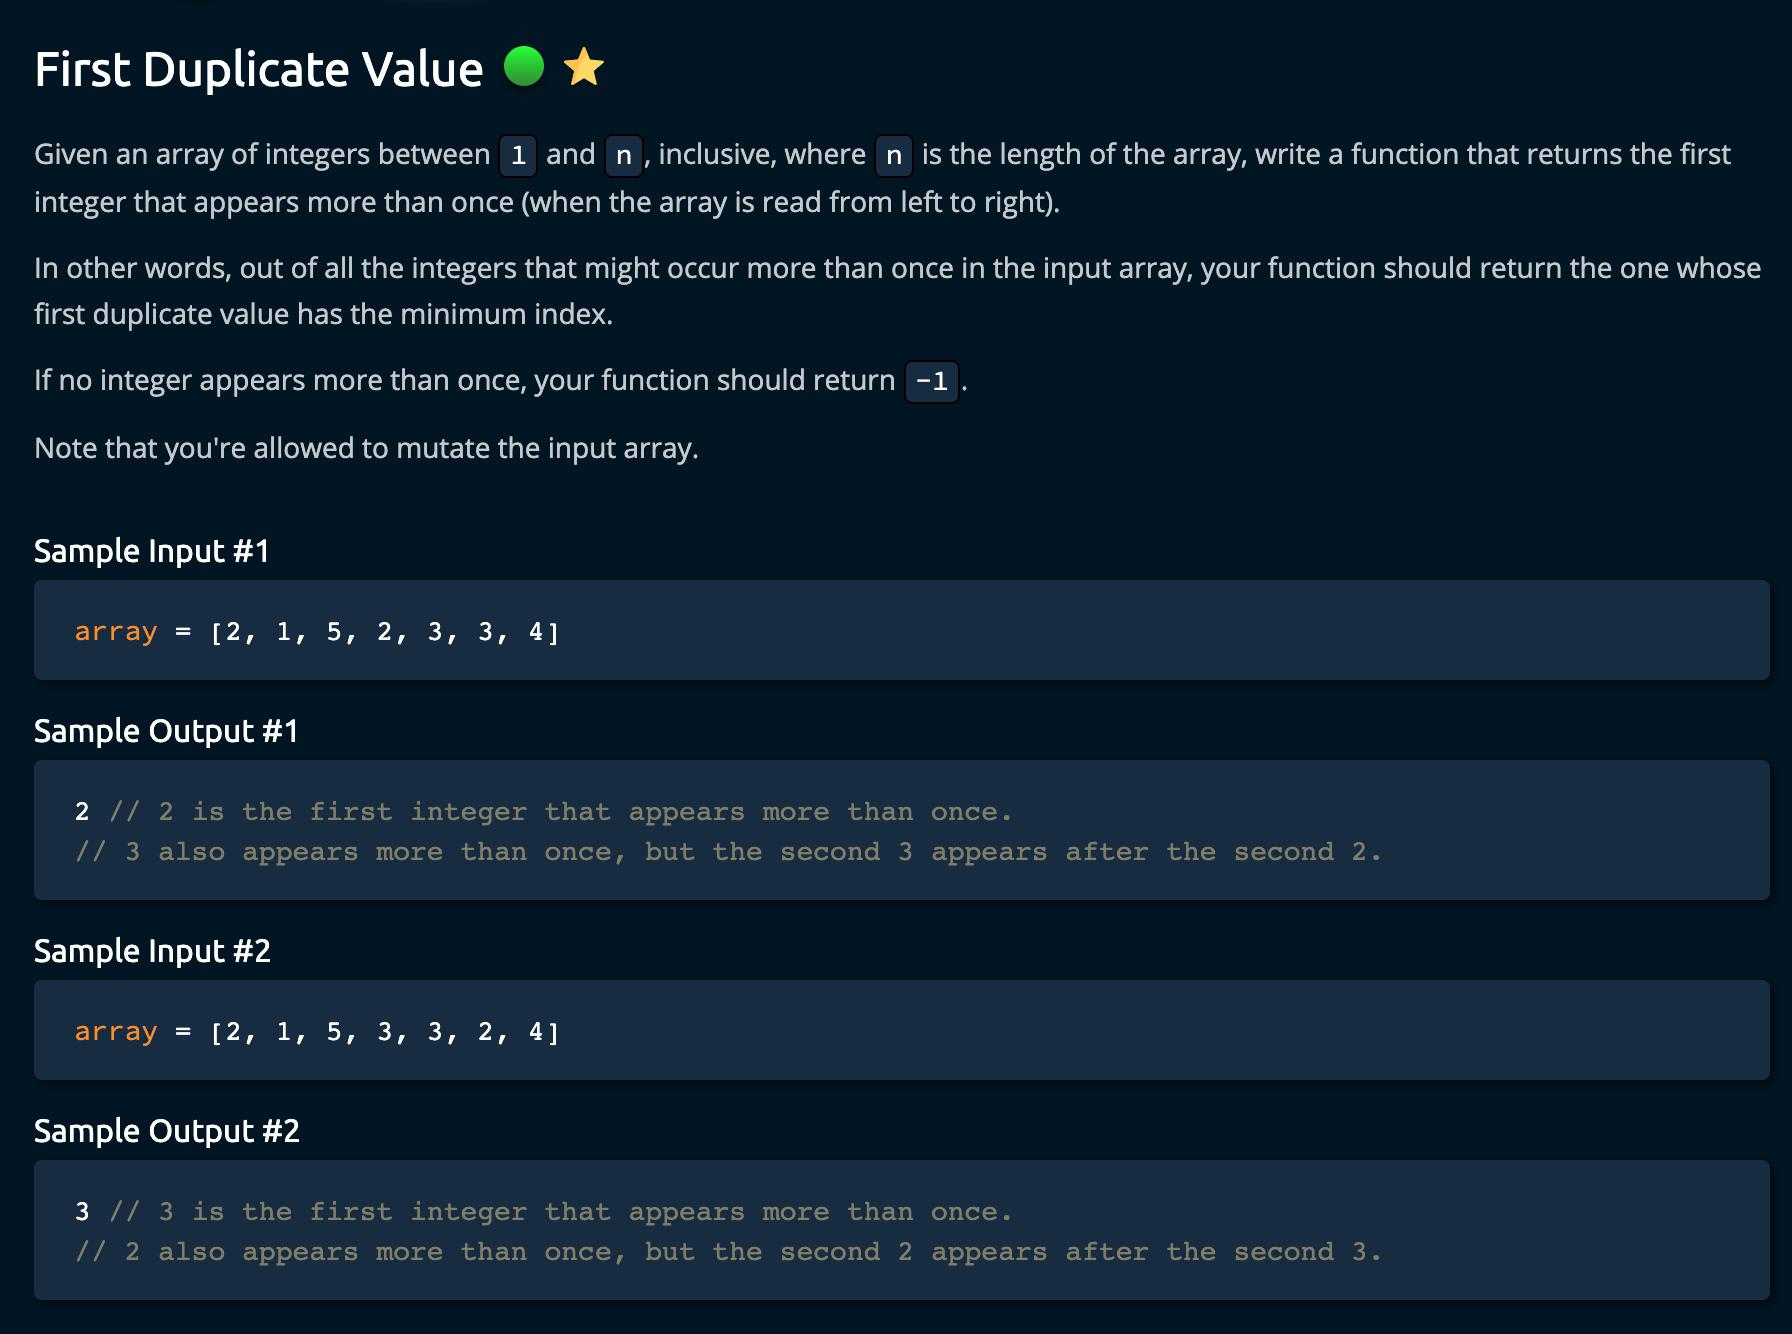 First Duplicate Value
Given an array of integers between 1 and n, inclusive, where n is the length of the array, write a function that returns the first
integer that appears more than once (when the array is read from left to right).
In other words, out of all the integers that might occur more than once in the input array, your function should return the one whose
first duplicate value has the minimum index.
If no integer appears more than once, your function should return -1.
Note that you're allowed to mutate the input array.
Sample Input #1
array = [2, 1, 5, 2, 3, 3, 4]
Sample Output #1
2 // 2 is the first integer that appears more than once.
// 3 also appears more than once, but the second 3 appears after the second 2.
Sample Input #2
array = [2, 1, 5, 3, 3, 2, 4]
Sample Output #2
3 // 3 is the first integer that appears more than once.
// 2 also appears more than once, but the second 2 appears after the second 3.